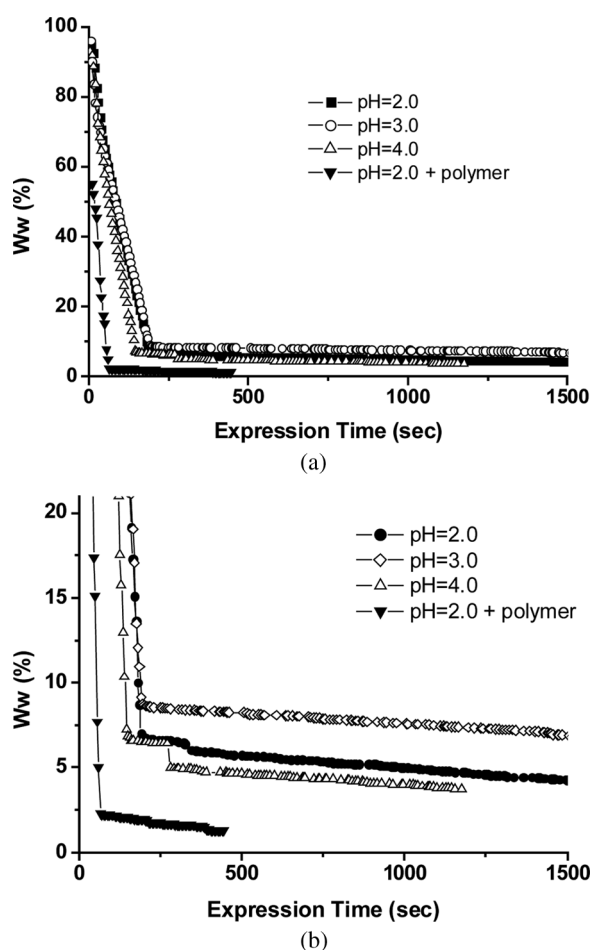 100
80
60
40
20
0
Ww (%)
pH=2.0
pH=3.0
pH=4.0
pH=2.0 + polymer
0 500 1000 1500
Expression Time (sec)
(a)
20
15
10
5
0
Ww (%)
pH=2.0
pH=3.0
pH=4.0
pH=2.0 + polymer
0 500 1000 1500
Expression Time (sec)
(b)